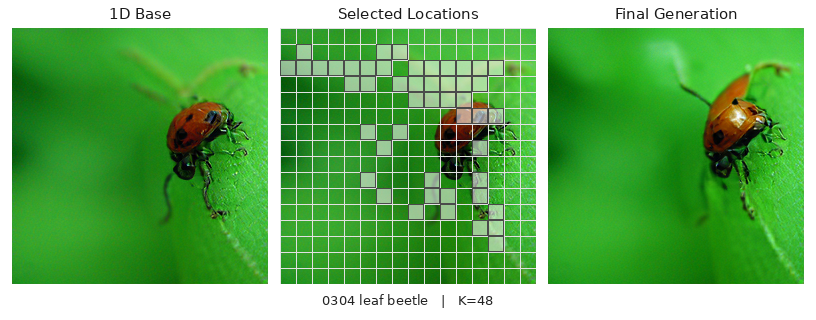 1D Base
Selected Locations
Final Generation
0304 leaf beetle | K=48